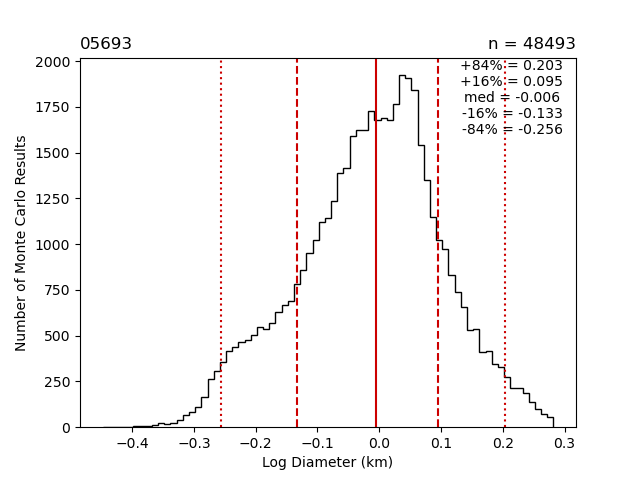 05693
n = 48493
+84% = 0.203
+16% = 0.095
med = -0.006
-16% = -0.133
-84% = -0.256
2000
1750
1500
1250
1000
750
500
250
0
Number of Monte Carlo Results
−0.4
−0.3
−0.2
−0.1
0.0
0.1
0.2
0.3
Log Diameter (km)